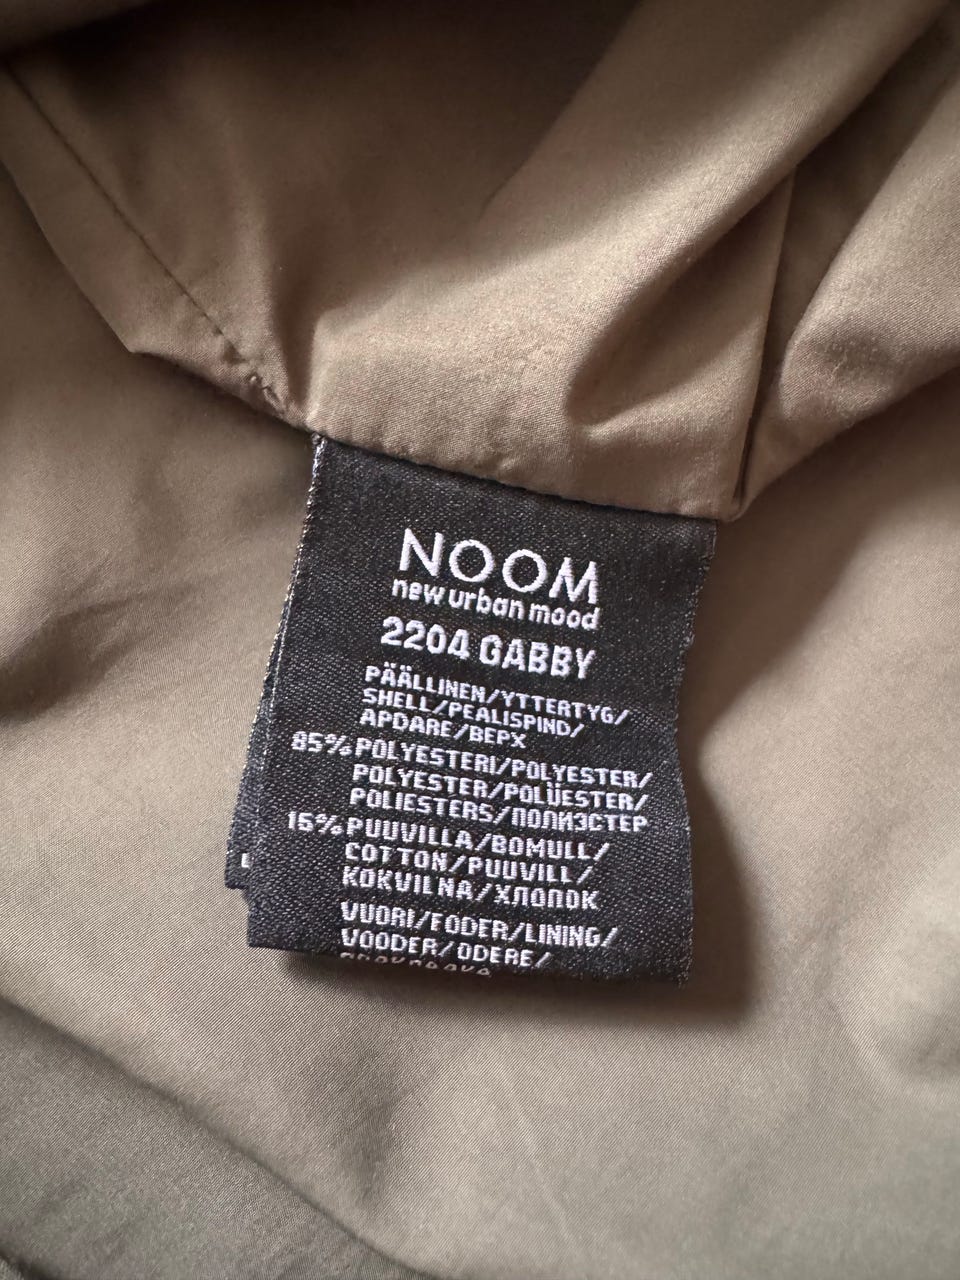 NOOM
new urban mood
2204 GABBY
PÄÄLLINEN/YTTERTYG/
SHELL/PEALISPIND/
APDARE/ВЕРХ
85% POLYESTERI/POLYESTER/
POLYESTER/POLÜESTER/
POLIESTERS/ПОЛИЭСТЕР
15% PUUVILLA/BOMULL/
COTTON/PUUVILL/
KOKVILNA/ХЛОПОК
VUORI/FODER/LINING/
VOODER/ODERE/